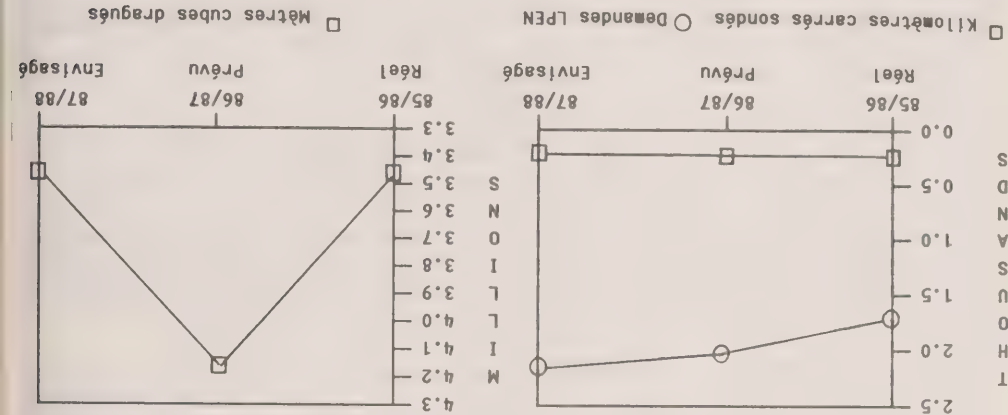 T H O U S A N D S
2.5
2.0
1.5
1.0
0.5
0.0
85/86 86/87 87/88
Réel Prévu Envisagé
Kilomètres carrés sondés Demandes LPEN
M I L L I O N S
4.3
4.2
4.1
4.0
3.9
3.8
3.7
3.6
3.5
3.4
3.3
85/86 86/87 87/88
Réel Prévu Envisagé
Mètres cubes dragués